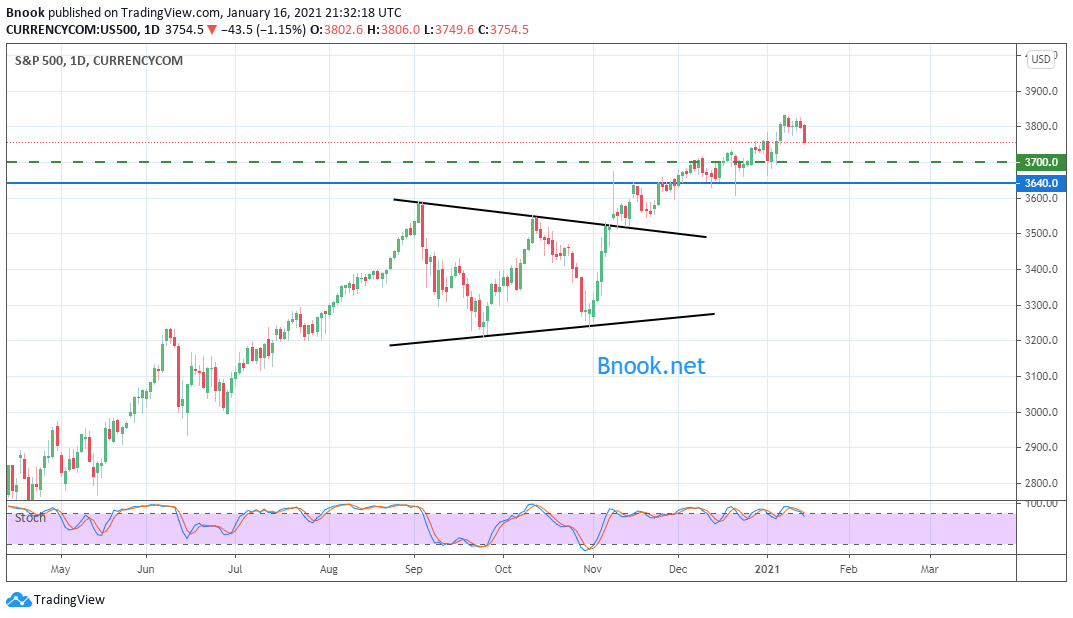 Bnook published on TradingView.com, January 16, 2021 21:32:18 UTC
CURRENCYCOM:US500, 1D 3754.5 ▼ −43.5 (−1.15%) O:3802.6 H:3806.0 L:3749.6 C:3754.5
S&P 500, 1D, CURRENCYCOM
USD
3900.0
3800.0
3700.0
3640.0
3600.0
3500.0
3400.0
3300.0
3200.0
3100.0
3000.0
2900.0
2800.0
Bnook.net
100.00
Stoch
May Jun Jul Aug Sep Oct Nov Dec 2021 Feb Mar
TradingView